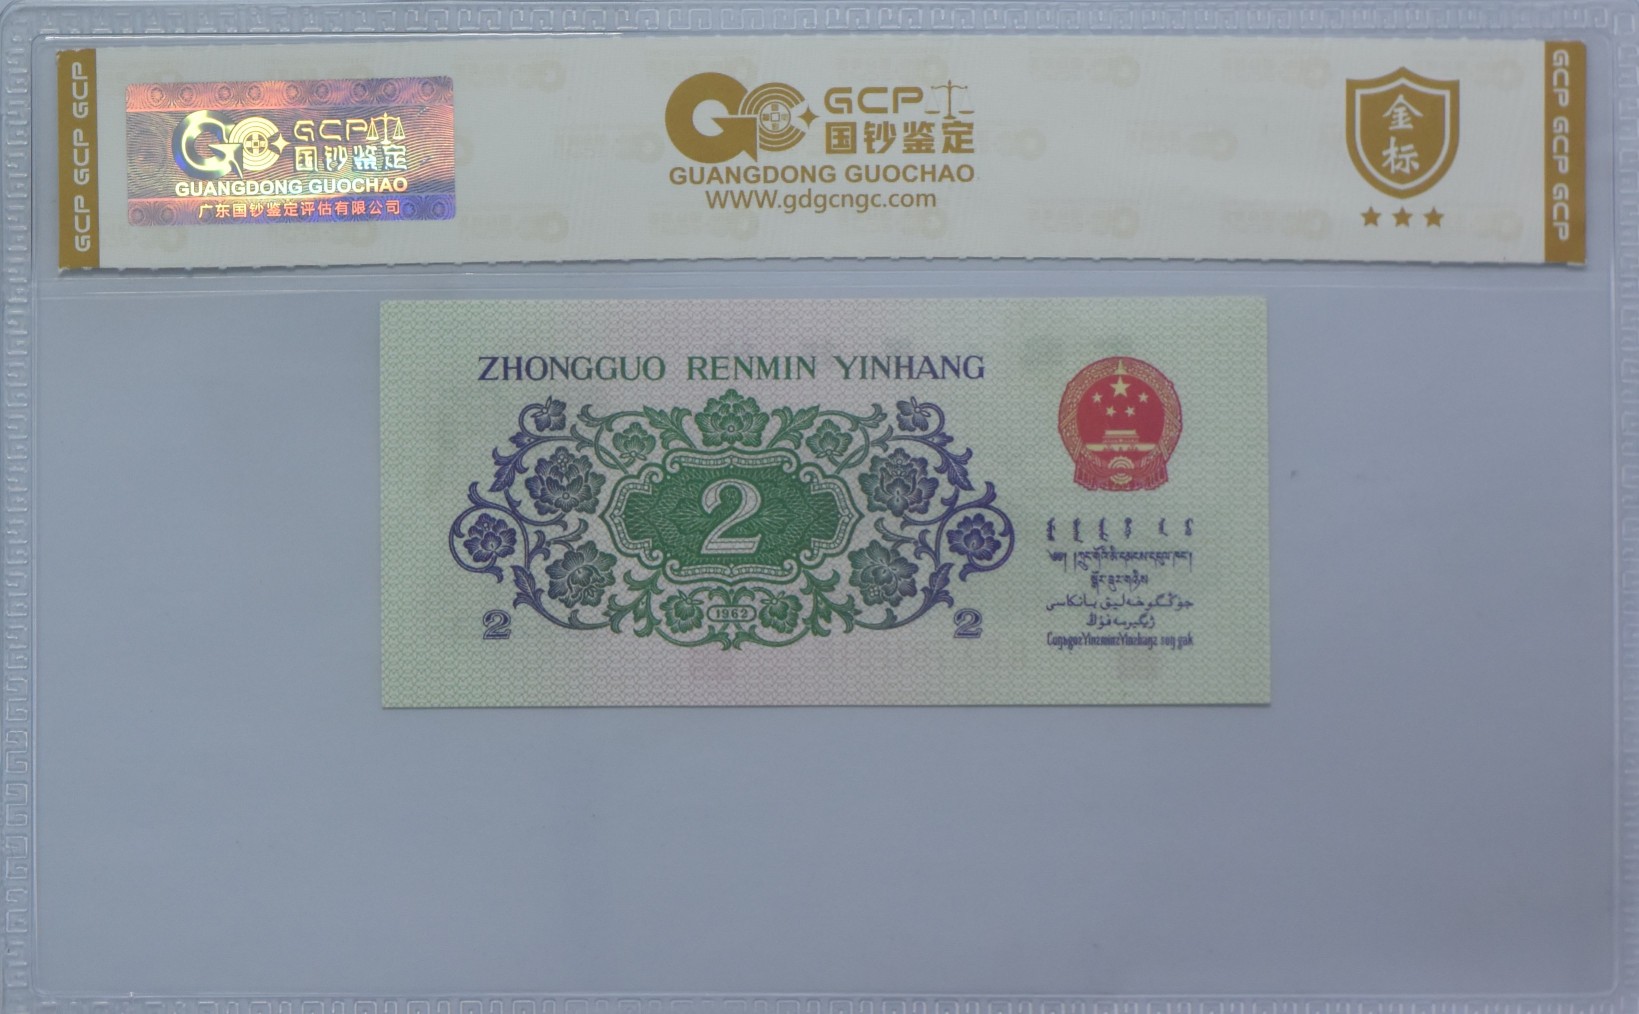 GCP GCP GCP
GCP
国钞鉴定
GUANGDONG GUOCHAO
广东国钞鉴定评估有限公司
GCP
国钞鉴定
GUANGDONG GUOCHAO
WWW.gdgcngc.com
金标
GCP GCP GCP
ZHONGGUO RENMIN YINHANG
2
1962
2
2
جۇڭگوخەلىق بانكاسى